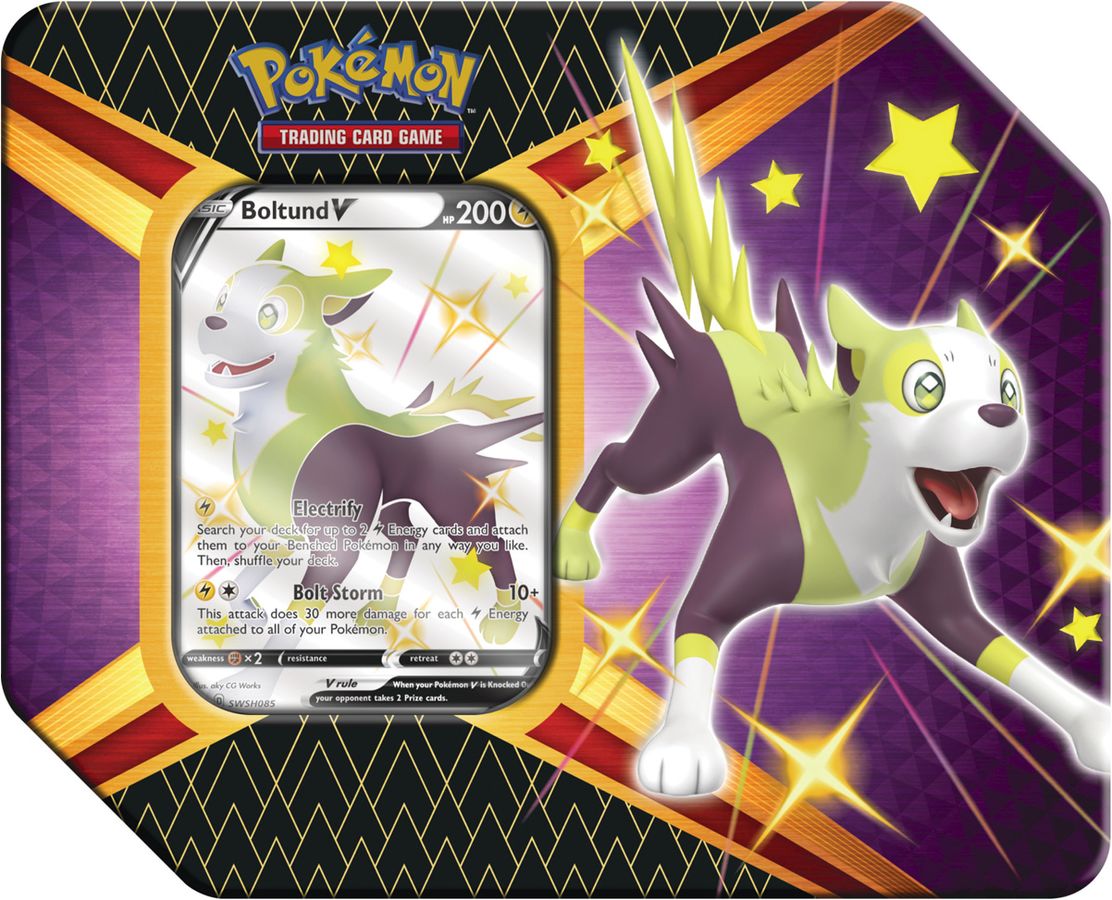 POKéMON
TRADING CARD GAME
Boltund V HP 200
Electrify
Search your deck for up to 2 Energy cards and attach
them to your Benched Pokémon in any way you like.
Then, shuffle your deck.
Bolt Storm 10+
This attack does 30 more damage for each Energy
attached to all of your Pokémon.
weakness ×2 resistance retreat
aky CG Works
V rule When your Pokémon V is Knocked
your opponent takes 2 Prize cards.
SWSH085